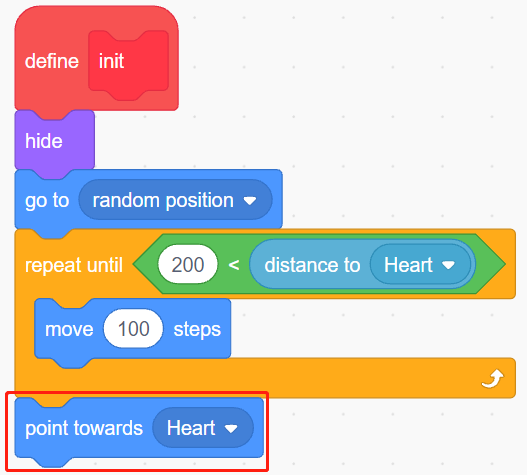 define init
hide
go to random position
repeat until 200 < distance to Heart
move 100 steps
point towards Heart